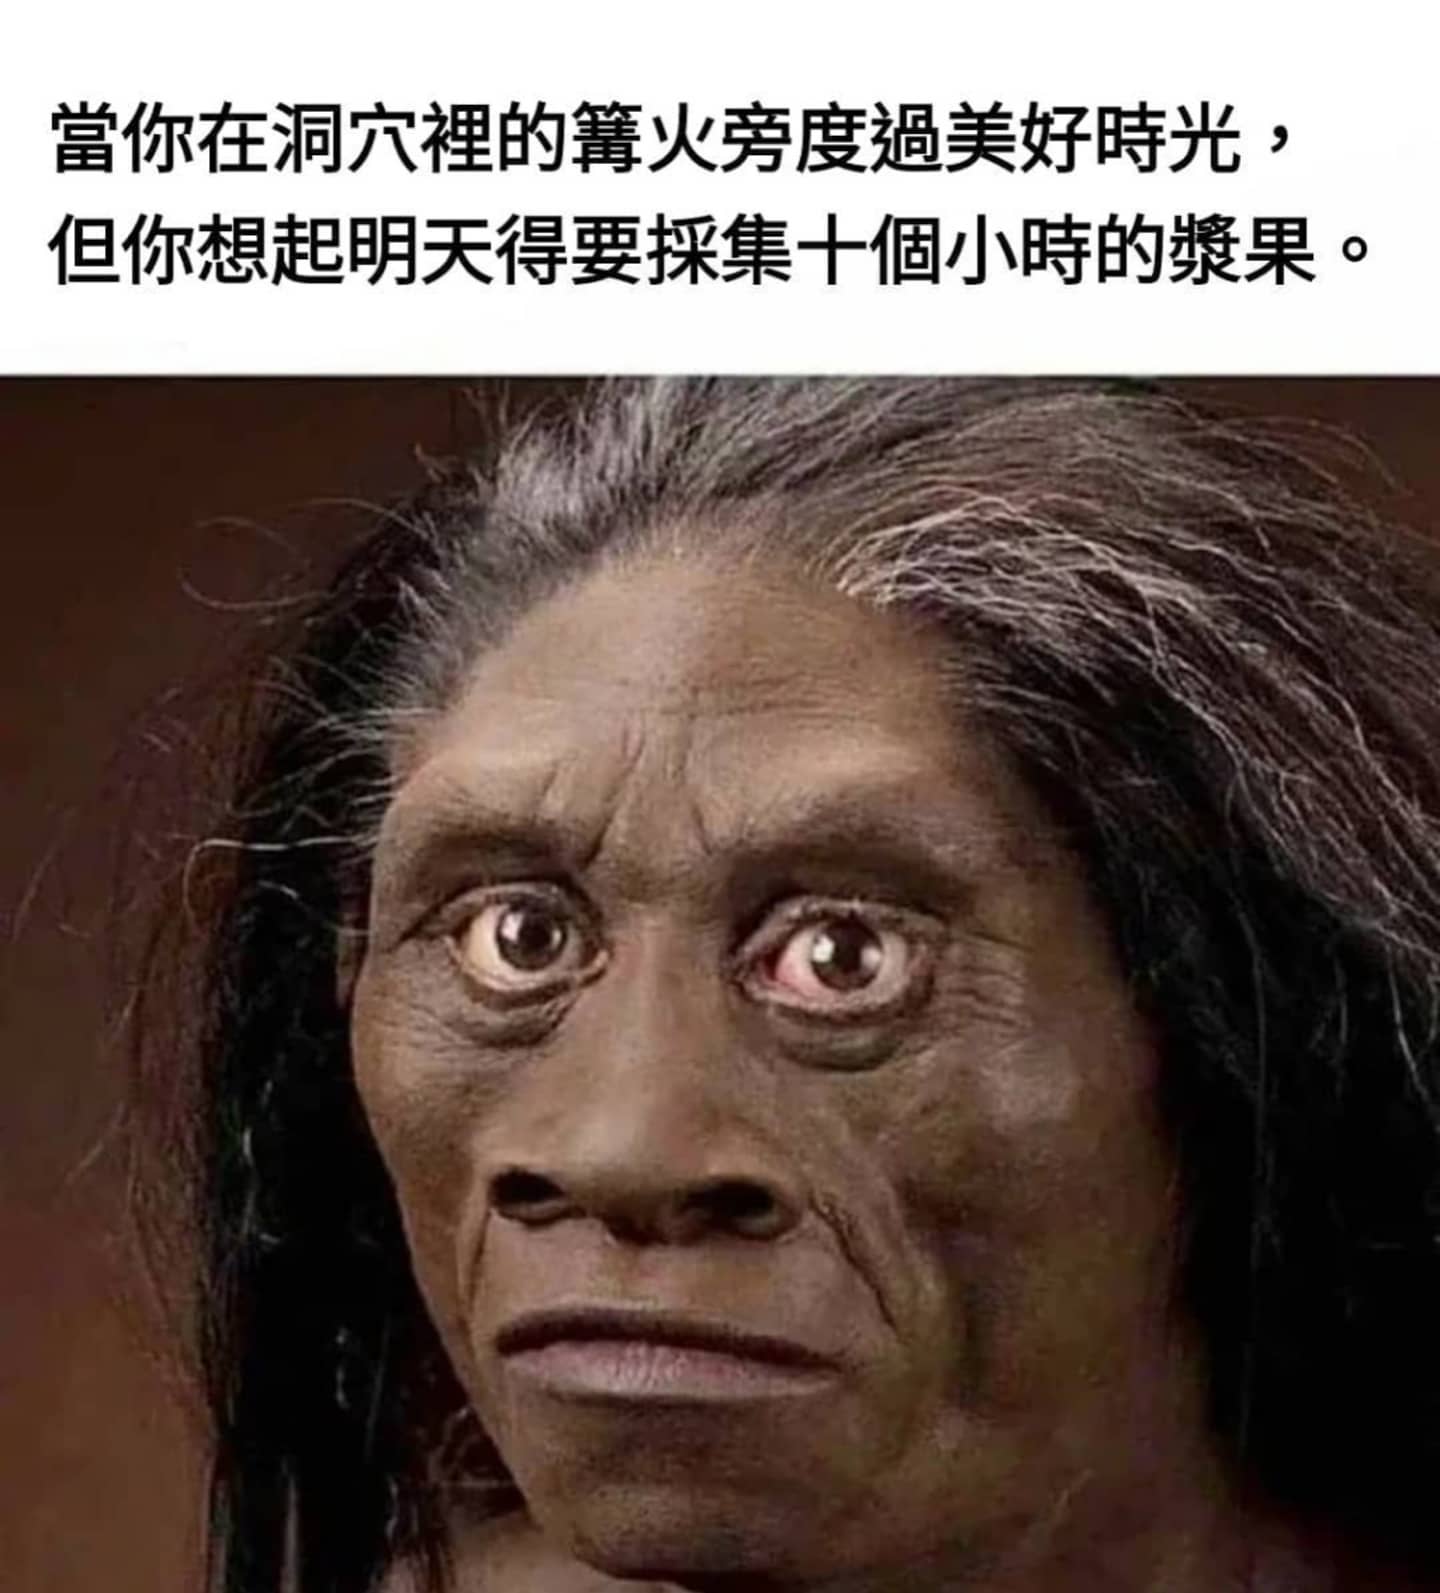 當你在洞穴裡的篝火旁度過美好時光，
但你想起明天得要採集十個小時的漿果。